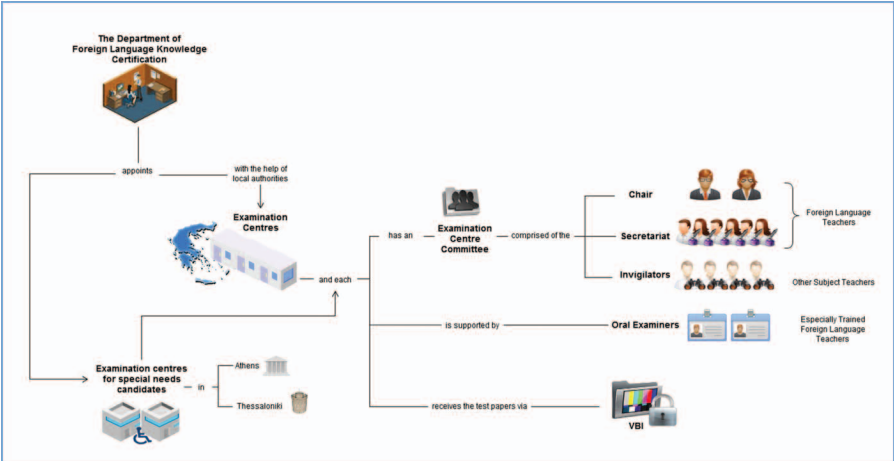 The Department of
Foreign Language Knowledge
Certification
appoints
with the help of
local authorities
Examination
Centres
and each
has an
Examination
Centre
Committee
comprised of the
Chair
Secretariat
Invigilators
Foreign Language
Teachers
Other Subject Teachers
is supported by
Oral Examiners
Especially Trained
Foreign Language
Teachers
receives the test papers via
VBI
Examination centres
for special needs
candidates
in
Athens
Thessaloniki